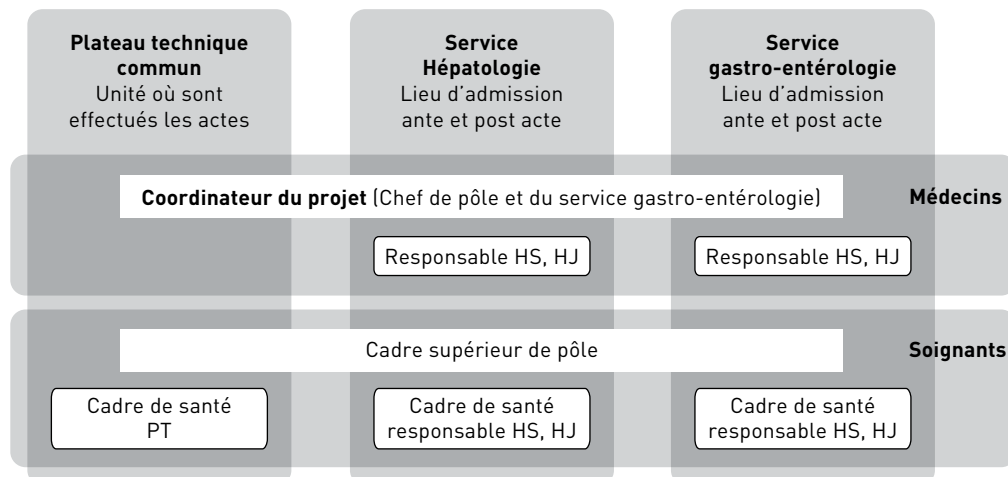 Plateau technique
commun
Unité où sont
effectués les actes
Service
Hépatologie
Lieu d’admission
ante et post acte
Service
gastro-entérologie
Lieu d’admission
ante et post acte
Coordinateur du projet (Chef de pôle et du service gastro-entérologie)
Médecins
Responsable HS, HJ
Responsable HS, HJ
Cadre supérieur de pôle
Soignants
Cadre de santé
PT
Cadre de santé
responsable HS, HJ
Cadre de santé
responsable HS, HJ